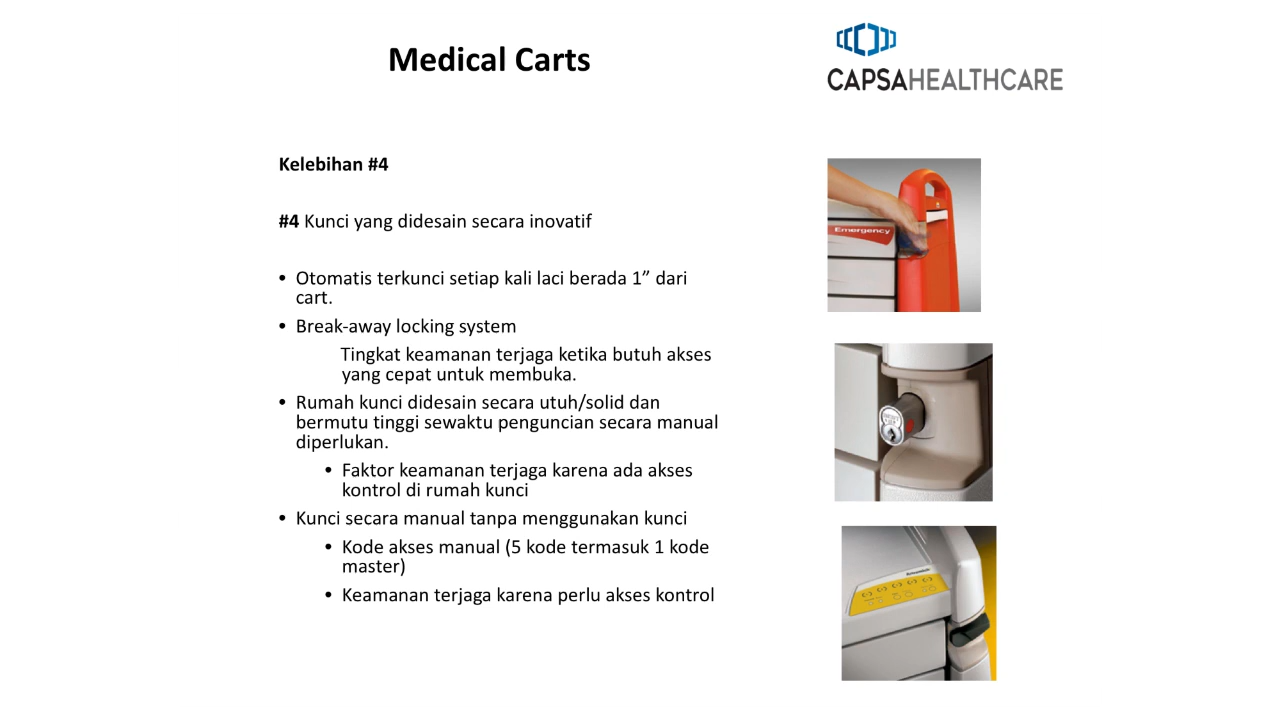 Medical Carts
CAPSAHEALTHCARE
Kelebihan #4
#4 Kunci yang didesain secara inovatif
• Otomatis terkunci setiap kali laci berada 1” dari
cart.
• Break-away locking system
Tingkat keamanan terjaga ketika butuh akses
yang cepat untuk membuka.
• Rumah kunci didesain secara utuh/solid dan
bermutu tinggi sewaktu penguncian secara manual
diperlukan.
• Faktor keamanan terjaga karena ada akses
kontrol di rumah kunci
• Kunci secara manual tanpa menggunakan kunci
• Kode akses manual (5 kode termasuk 1 kode
master)
• Keamanan terjaga karena perlu akses kontrol
Emergency